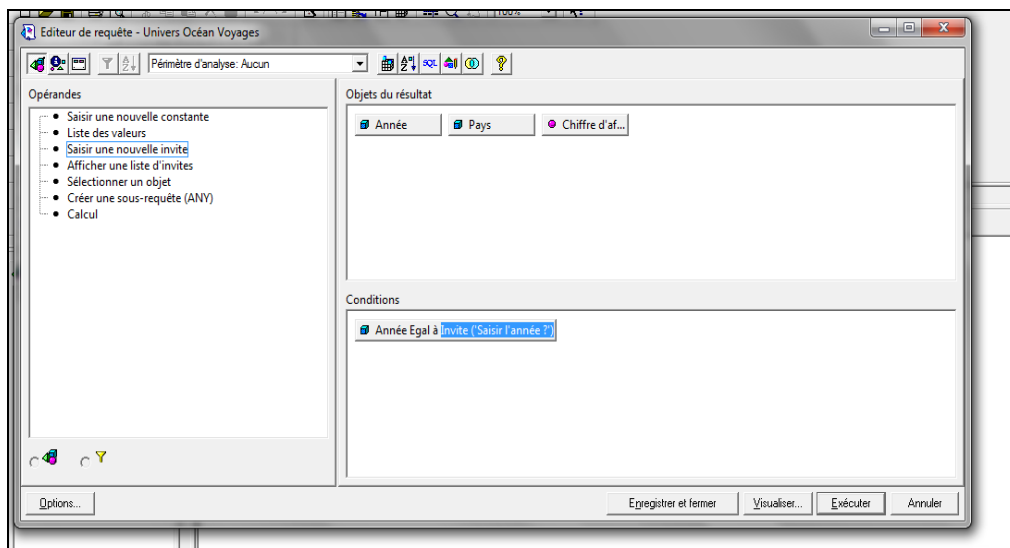 100%
Editeur de requête - Univers Océan Voyages
Périmètre d'analyse: Aucun
SQL
Opérandes
Saisir une nouvelle constante
Liste des valeurs
Saisir une nouvelle invite
Afficher une liste d'invites
Sélectionner un objet
Créer une sous-requête (ANY)
Calcul
Objets du résultat
Année Pays Chiffre d'af...
Conditions
Année Egal à Invite ('Saisir l'année ?')
Options... Enregistrer et fermer Visualiser... Exécuter Annuler